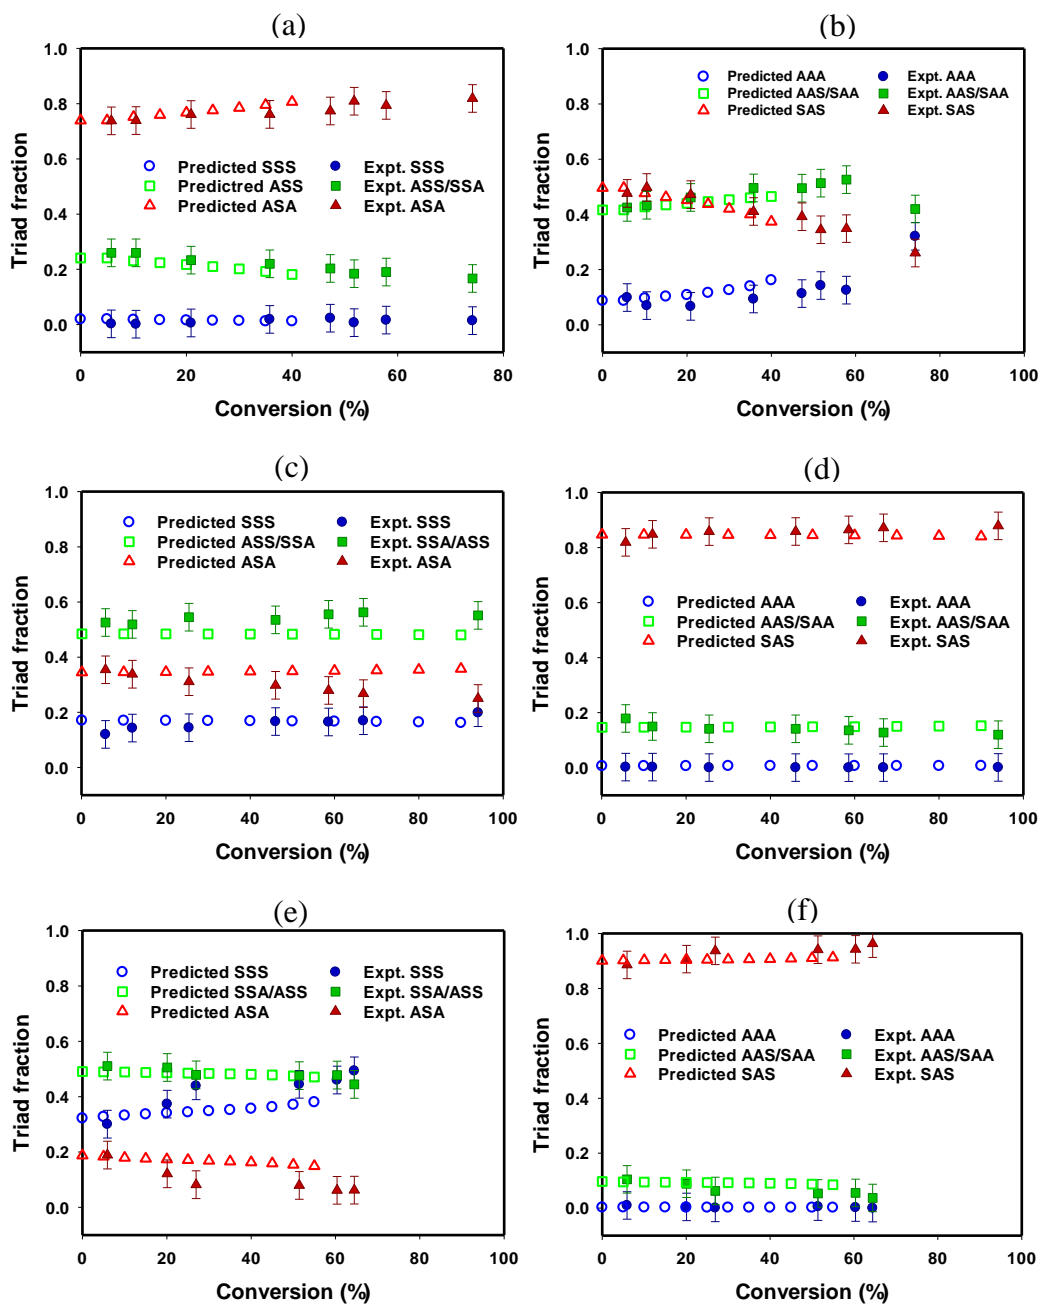 (a)
1.0
0.8
0.6
0.4
0.2
0.0
Triad fraction
Predicted SSS
Expt. SSS
Predictred ASS
Expt. ASS/SSA
Predicted ASA
Expt. ASA
0 20 40 60 80
Conversion (%)
(b)
1.0
0.8
0.6
0.4
0.2
0.0
Triad fraction
Predicted AAA
Expt. AAA
Predicted AAS/SAA
Expt. AAS/SAA
Predicted SAS
Expt. SAS
0 20 40 60 80 100
Conversion (%)
(c)
1.0
0.8
0.6
0.4
0.2
0.0
Triad fraction
Predicted SSS
Expt. SSS
Predicted ASS/SSA
Expt. SSA/ASS
Predicted ASA
Expt. ASA
0 20 40 60 80 100
Conversion (%)
(d)
1.0
0.8
0.6
0.4
0.2
0.0
Triad fraction
Predicted AAA
Expt. AAA
Predicted AAS/SAA
Expt. AAS/SAA
Predicted SAS
Expt. SAS
0 20 40 60 80 100
Conversion (%)
(e)
1.0
0.8
0.6
0.4
0.2
0.0
Triad fraction
Predicted SSS
Expt. SSS
Predicted SSA/ASS
Expt. SSA/ASS
Predicted ASA
Expt. ASA
0 20 40 60 80 100
Conversion (%)
(f)
1.0
0.8
0.6
0.4
0.2
0.0
Triad fraction
Predicted AAA
Expt. AAA
Predicted AAS/SAA
Expt. AAS/SAA
Predicted SAS
Expt. SAS
0 20 40 60 80 100
Conversion (%)